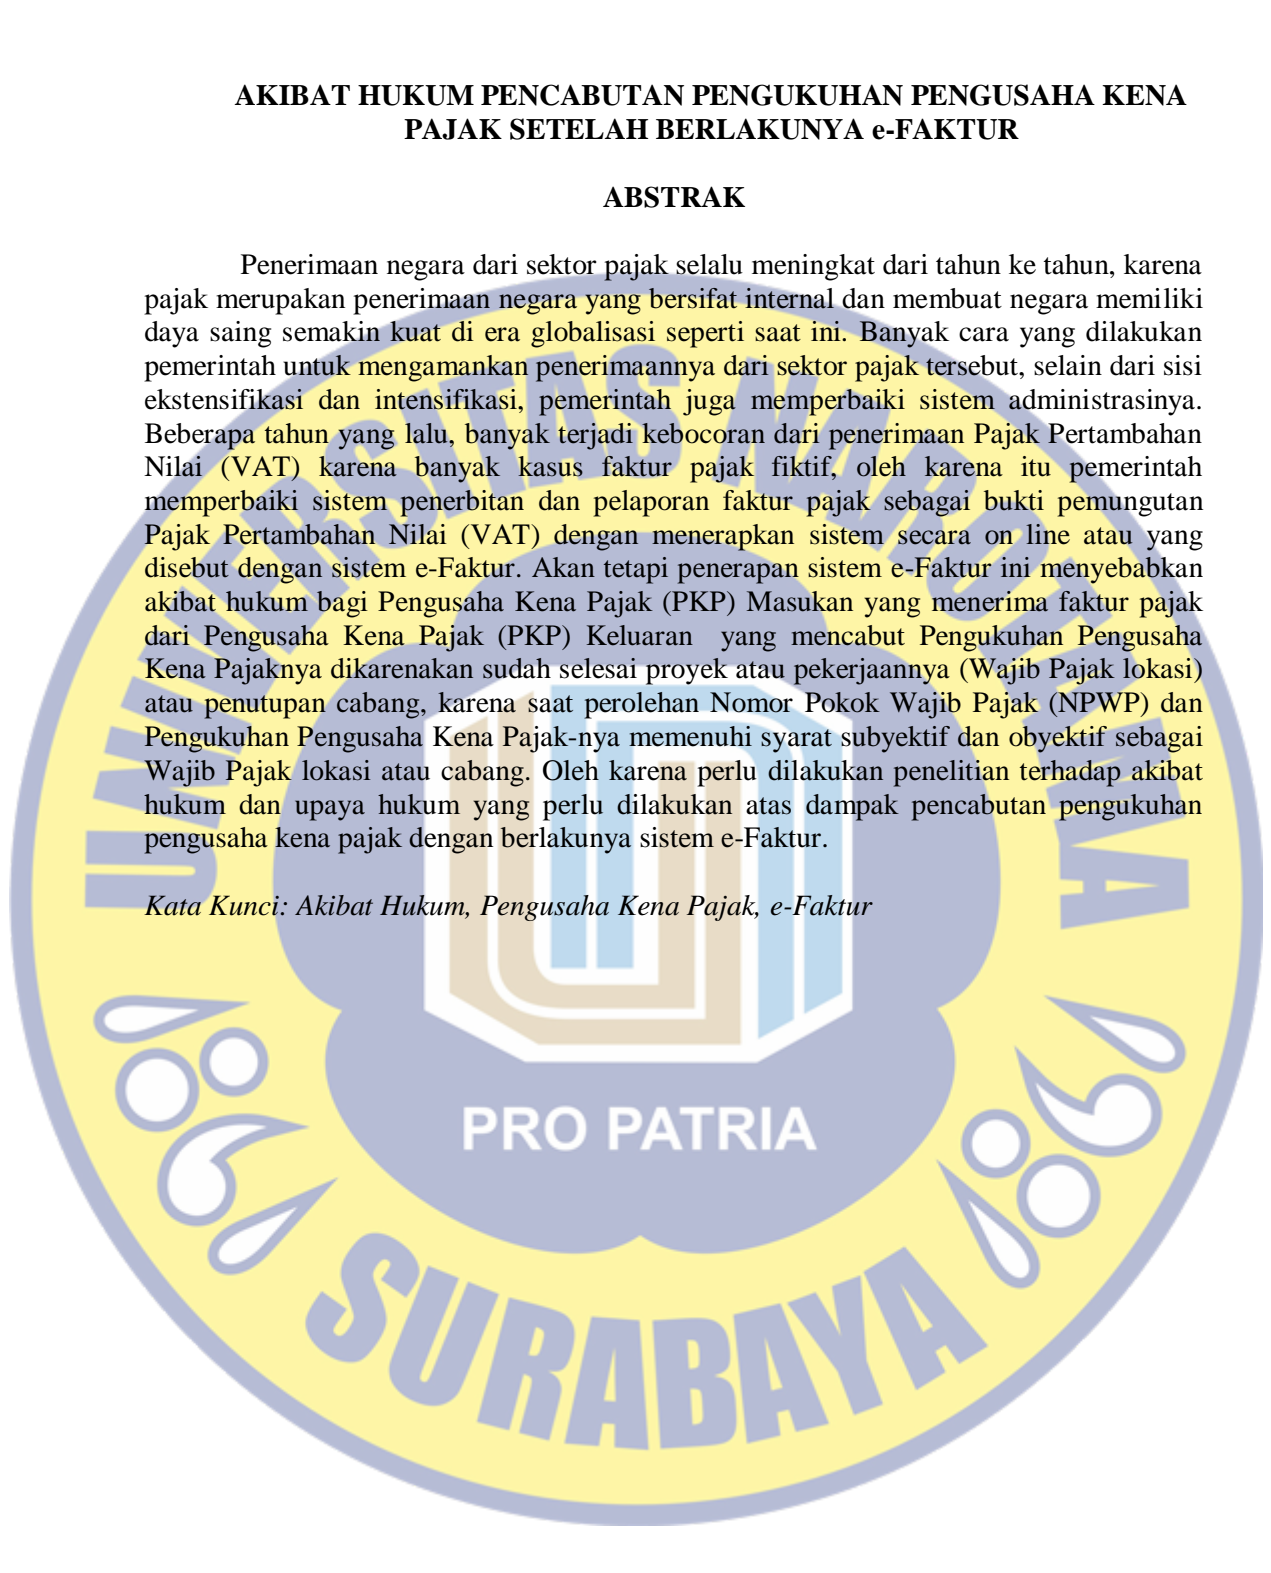 AKIBAT HUKUM PENCABUTAN PENGUKUHAN PENGUSAHA KENA
PAJAK SETELAH BERLAKUNYA e-FAKTUR
ABSTRAK
Penerimaan negara dari sektor pajak selalu meningkat dari tahun ke tahun, karena
pajak merupakan penerimaan negara yang bersifat internal dan membuat negara memiliki
daya saing semakin kuat di era globalisasi seperti saat ini. Banyak cara yang dilakukan
pemerintah untuk mengamankan penerimaannya dari sektor pajak tersebut, selain dari sisi
ekstensifikasi dan intensifikasi, pemerintah juga memperbaiki sistem administrasinya.
Beberapa tahun yang lalu, banyak terjadi kebocoran dari penerimaan Pajak Pertambahan
Nilai (VAT) karena banyak kasus faktur pajak fiktif, oleh karena itu pemerintah
memperbaiki sistem penerbitan dan pelaporan faktur pajak sebagai bukti pemungutan
Pajak Pertambahan Nilai (VAT) dengan menerapkan sistem secara on line atau yang
disebut dengan sistem e-Faktur. Akan tetapi penerapan sistem e-Faktur ini menyebabkan
akibat hukum bagi Pengusaha Kena Pajak (PKP) Masukan yang menerima faktur pajak
dari Pengusaha Kena Pajak (PKP) Keluaran yang mencabut Pengukuhan Pengusaha
Kena Pajaknya dikarenakan sudah selesai proyek atau pekerjaannya (Wajib Pajak lokasi)
atau penutupan cabang, karena saat perolehan Nomor Pokok Wajib Pajak (NPWP) dan
Pengukuhan Pengusaha Kena Pajak-nya memenuhi syarat subyektif dan obyektif sebagai
Wajib Pajak lokasi atau cabang. Oleh karena perlu dilakukan penelitian terhadap akibat
hukum dan upaya hukum yang perlu dilakukan atas dampak pencabutan pengukuhan
pengusaha kena pajak dengan berlakunya sistem e-Faktur.
Kata Kunci: Akibat Hukum, Pengusaha Kena Pajak, e-Faktur
UNIVERSITAS NAROTAMA
PRO PATRIA
SURABAYA